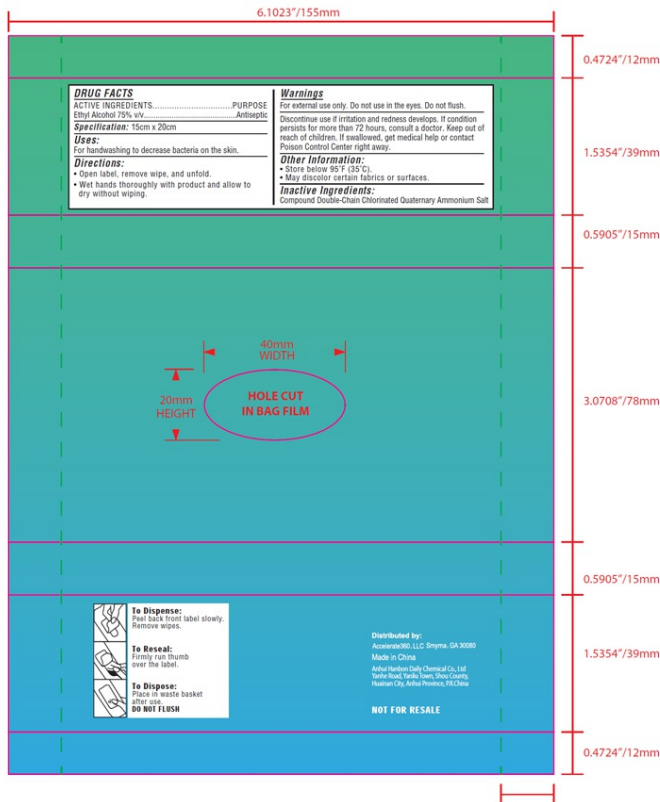 6.1023″/155mm
0.4724″/12mm
DRUG FACTS
ACTIVE INGREDIENTS................................PURPOSE
Ethyl Alcohol 75% v/v.....................................Antiseptic
Specification: 15cm x 20cm
Uses:
For handwashing to decrease bacteria on the skin.
Directions:
• Open label, remove wipe, and unfold.
• Wet hands thoroughly with product and allow to
dry without wiping.
Warnings
For external use only. Do not use in the eyes. Do not flush.
Discontinue use if irritation and redness develops. If condition
persists for more than 72 hours, consult a doctor. Keep out of
reach of children. If swallowed, get medical help or contact
Poison Control Center right away.
Other Information:
• Store below 95˚F (35˚C).
• May discolor certain fabrics or surfaces.
Inactive Ingredients:
Compound Double-Chain Chlorinated Quaternary Ammonium Salt
1.5354″/39mm
0.5905″/15mm
40mm
WIDTH
20mm
HEIGHT
HOLE CUT
IN BAG FILM
3.0708″/78mm
0.5905″/15mm
To Dispense:
Peel back front label slowly.
Remove wipes.
To Reseal:
Firmly run thumb
over the label.
To Dispose:
Place in waste basket
after use.
DO NOT FLUSH
Distributed by:
Accelerate360, LLC Smyrna, GA 30080
Made in China
Anhui Hanbon Daily Chemical Co., Ltd
Yanhe Road, Yanliu Town, Shou County,
Huainan City, Anhui Province, P.R.China
NOT FOR RESALE
1.5354″/39mm
0.4724″/12mm